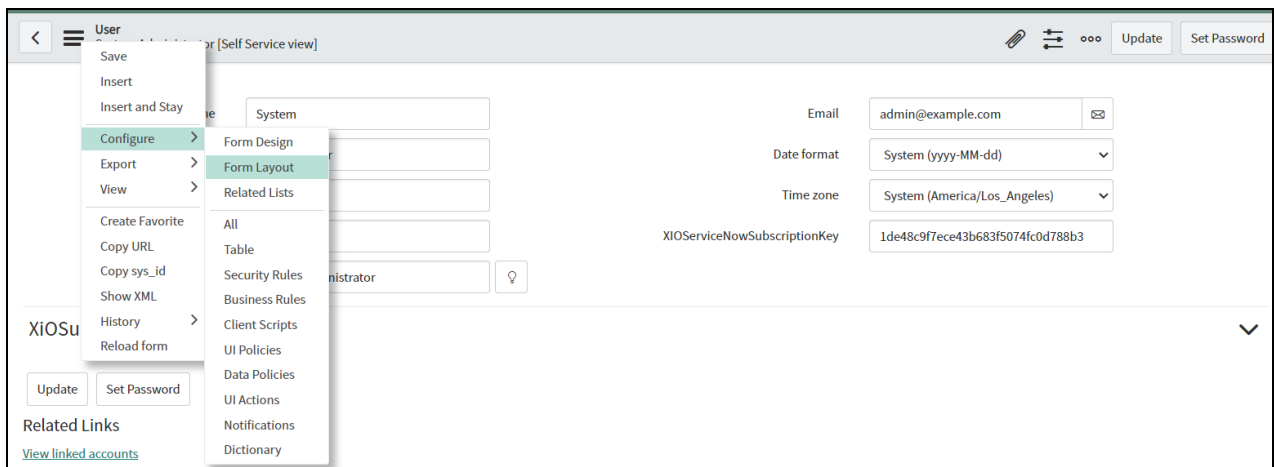 User
[Self Service view]
Update
Set Password
Save
Insert
Insert and Stay
Configure
Export
View
Create Favorite
Copy URL
Copy sys_id
Show XML
History
Reload form
Form Design
Form Layout
Related Lists
All
Table
Security Rules
Business Rules
Client Scripts
UI Policies
Data Policies
UI Actions
Notifications
Dictionary
System
Email
admin@example.com
Date format
System (yyyy-MM-dd)
Time zone
System (America/Los_Angeles)
XIOServiceNowSubscriptionKey
1de48c9f7ece43b683f5074fc0d788b3
XiOSu
Update
Set Password
Related Links
View linked accounts